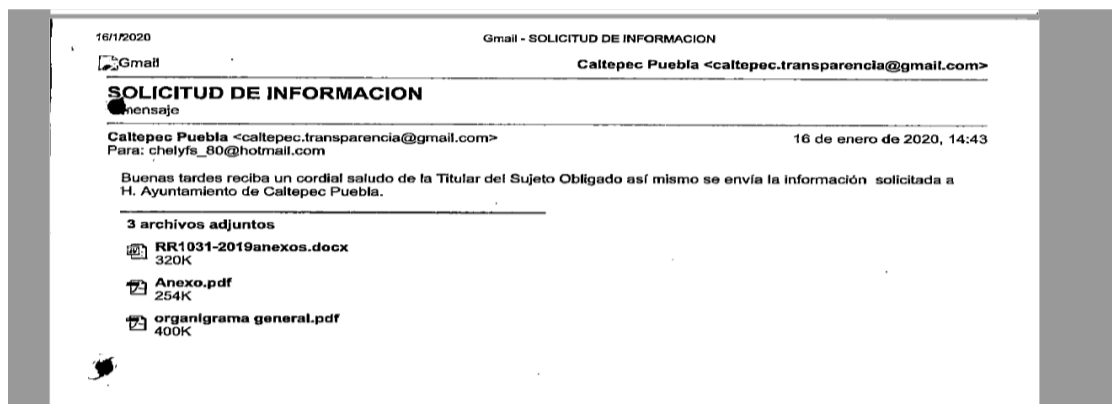 16/1/2020 Gmail - SOLICITUD DE INFORMACION
Gmail Caltepec Puebla <caltepec.transparencia@gmail.com>
SOLICITUD DE INFORMACION
mensaje
Caltepec Puebla <caltepec.transparencia@gmail.com> 16 de enero de 2020, 14:43
Para: chelyfs_80@hotmail.com
Buenas tardes reciba un cordial saludo de la Titular del Sujeto Obligado así mismo se envía la información solicitada a
H. Ayuntamiento de Caltepec Puebla.
3 archivos adjuntos
RR1031-2019anexos.docx
320K
Anexo.pdf
254K
organigrama general.pdf
400K